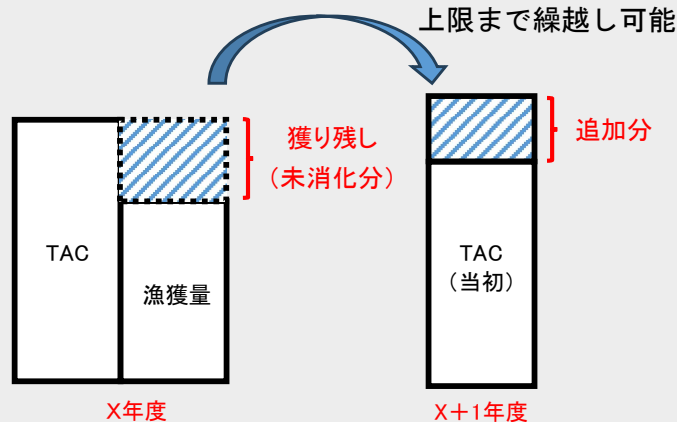 上限まで繰越し可能
獲り残し
（未消化分）
追加分
TAC
漁獲量
TAC
（当初）
X年度
X＋1年度